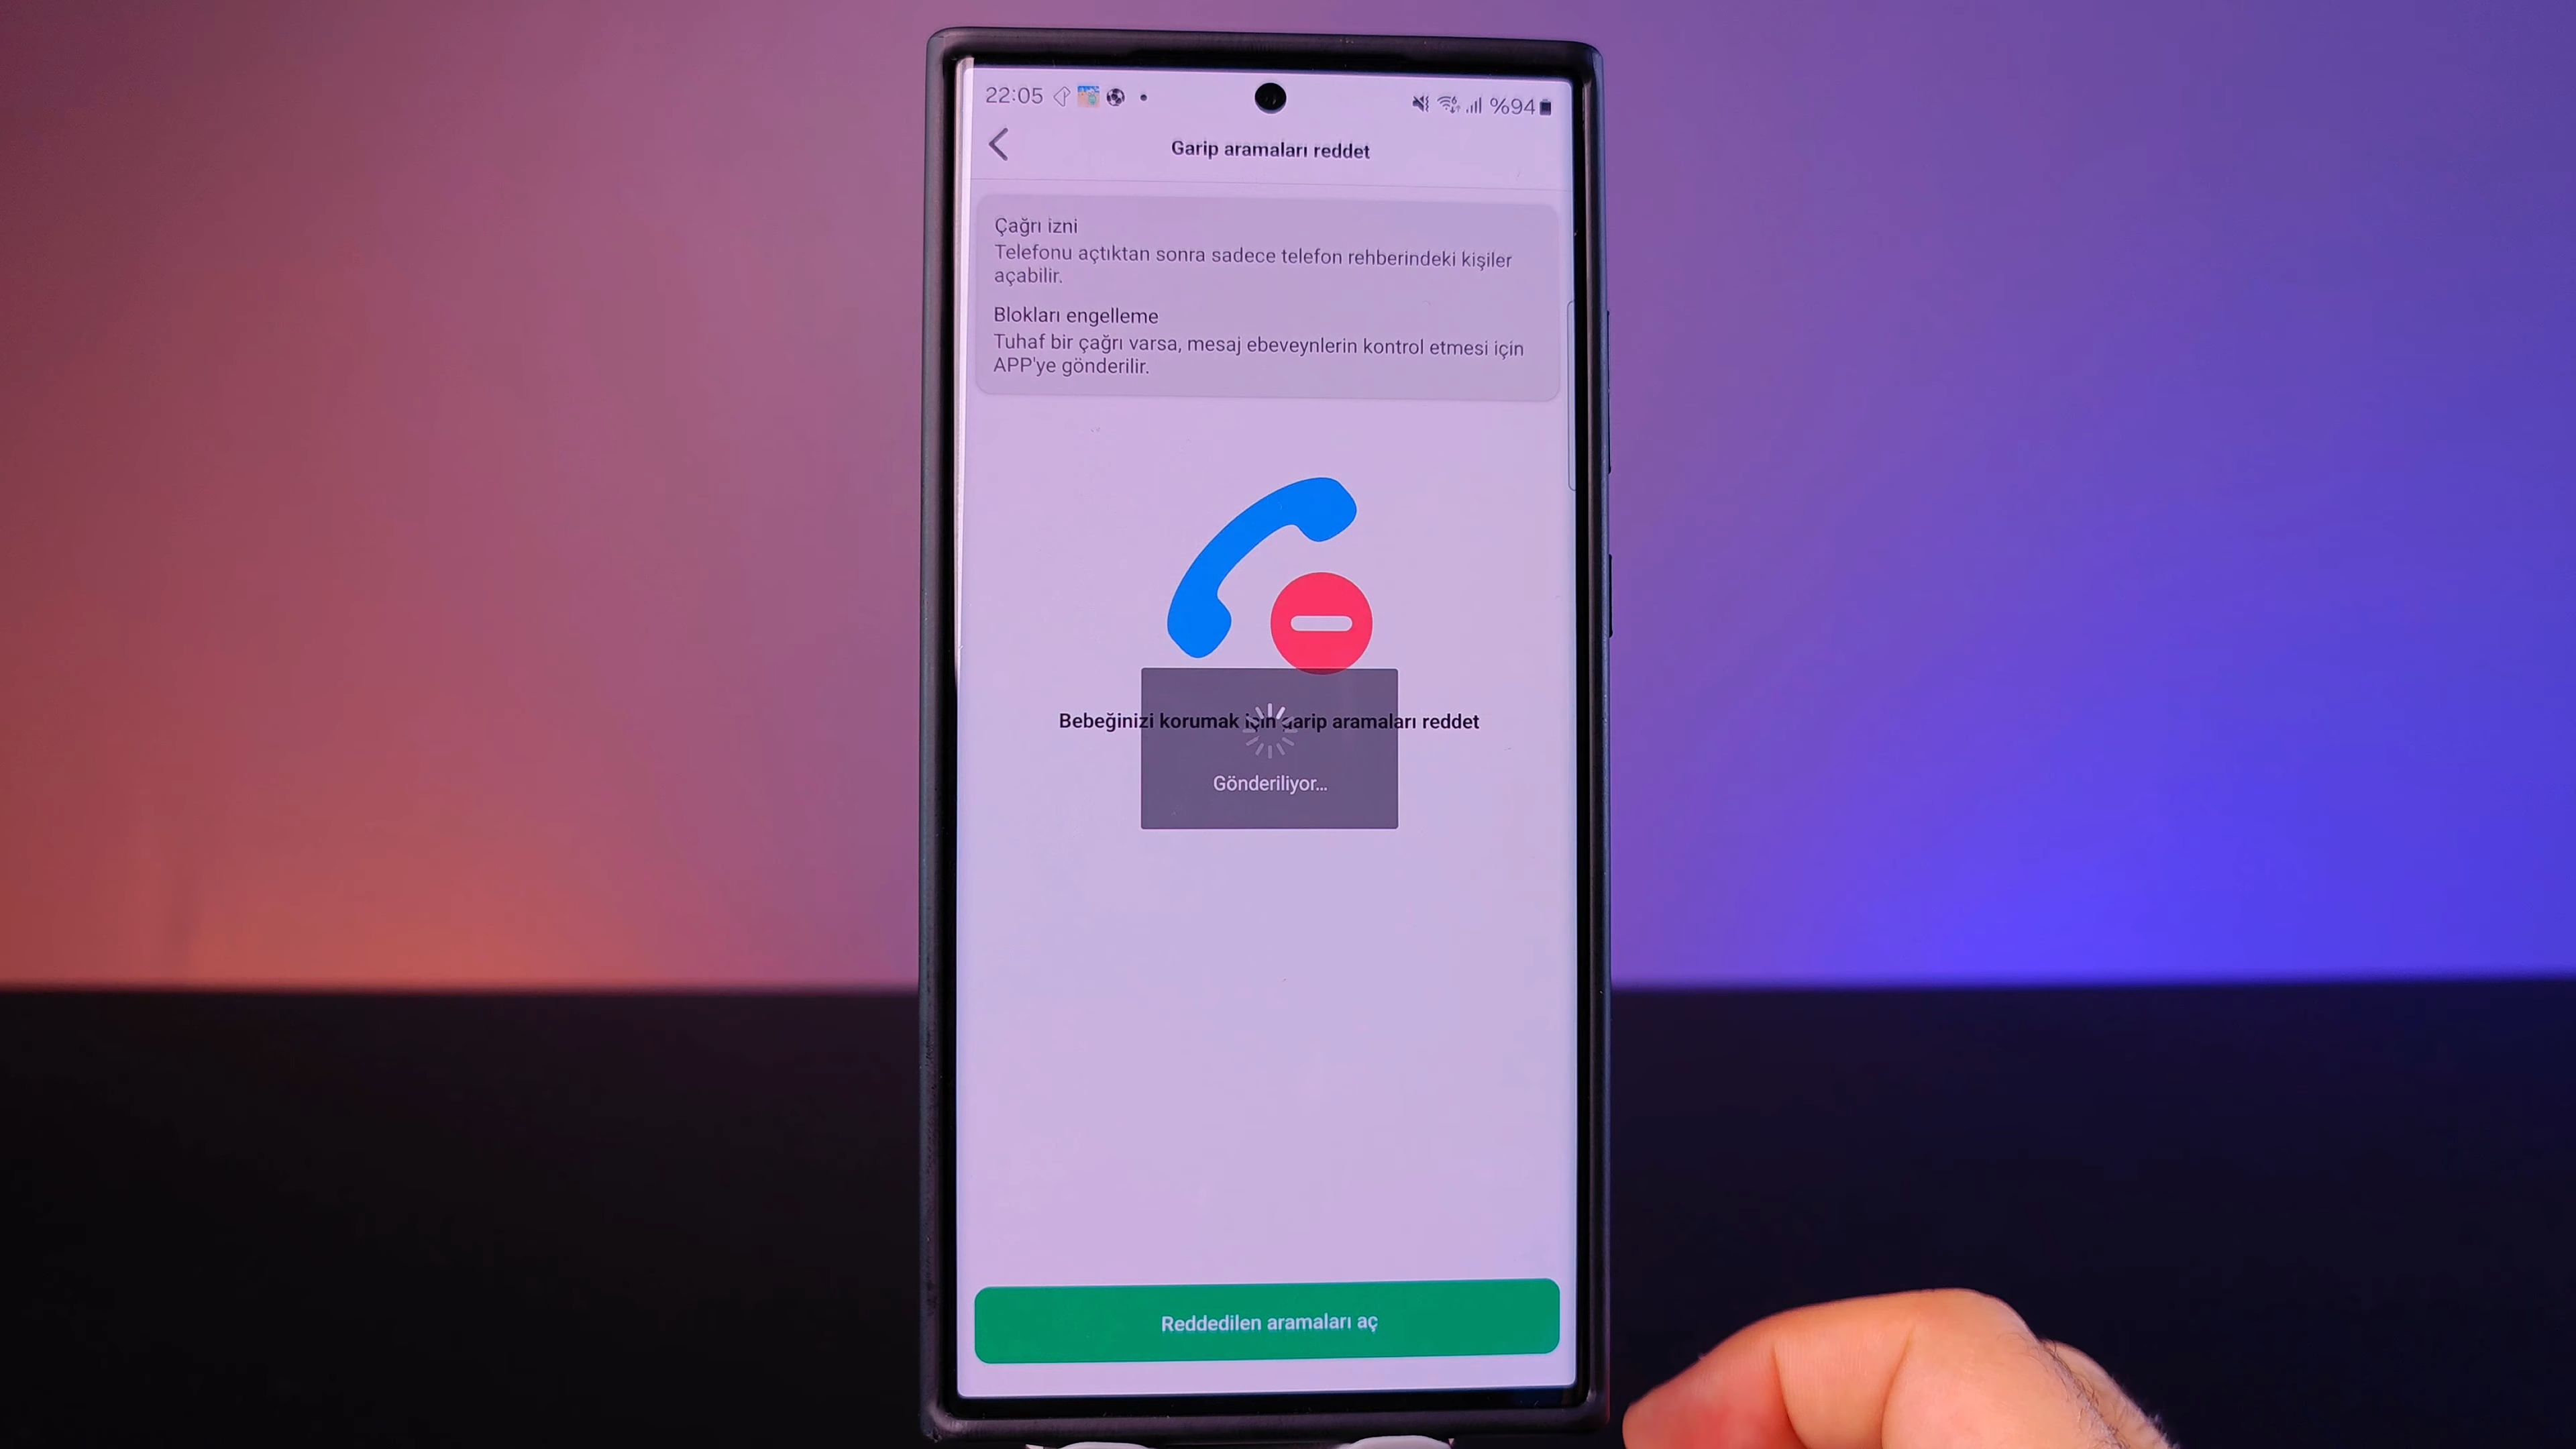 22:05
%94
Garip aramaları reddet
Çağrı izni
Telefonu açtıktan sonra sadece telefon rehberindeki kişiler
açabilir.
Blokları engelleme
Tuhaf bir çağrı varsa, mesaj ebeveynlerin kontrol etmesi için
APP'ye gönderilir.
Bebeğinizi korumak için garip aramaları reddet
Gönderiliyor...
Reddedilen aramaları aç